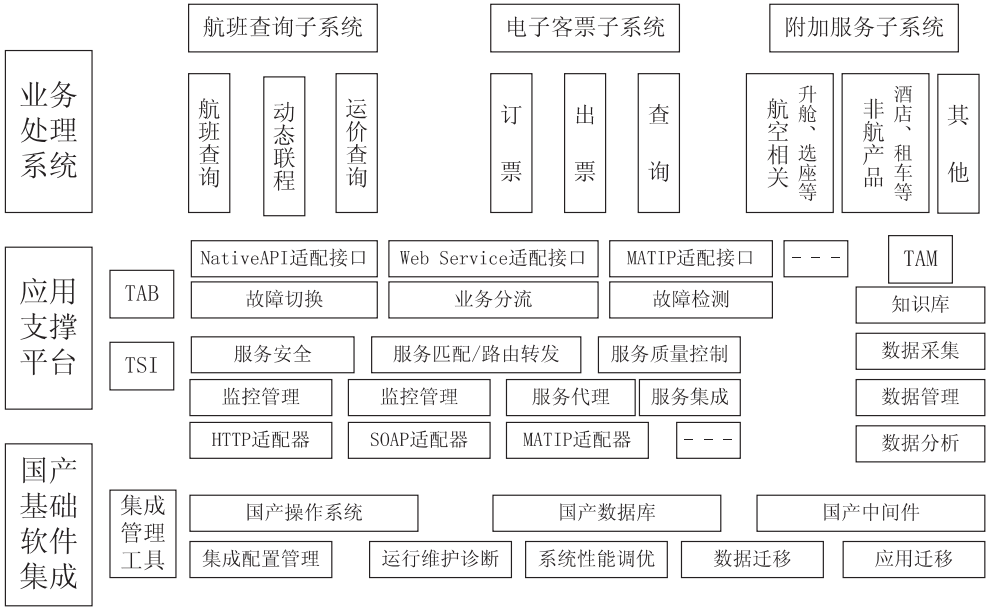 航班查询子系统
电子客票子系统
附加服务子系统
业务
处理
系统
航班查询
动态联程
运价查询
订票
出票
查询
航空相关
升舱、选座等
非航产品
酒店、租车等
其他
应用
支撑
平台
TAB
NativeAPI适配接口
Web Service适配接口
MATIP适配接口
---
TAM
故障切换
业务分流
故障检测
知识库
TSI
服务安全
服务匹配/路由转发
服务质量控制
数据采集
监控管理
监控管理
服务代理
服务集成
数据管理
HTTP适配器
SOAP适配器
MATIP适配器
---
数据分析
国产
基础
软件
集成
集成
管理
工具
国产操作系统
国产数据库
国产中间件
集成配置管理
运行维护诊断
系统性能调优
数据迁移
应用迁移